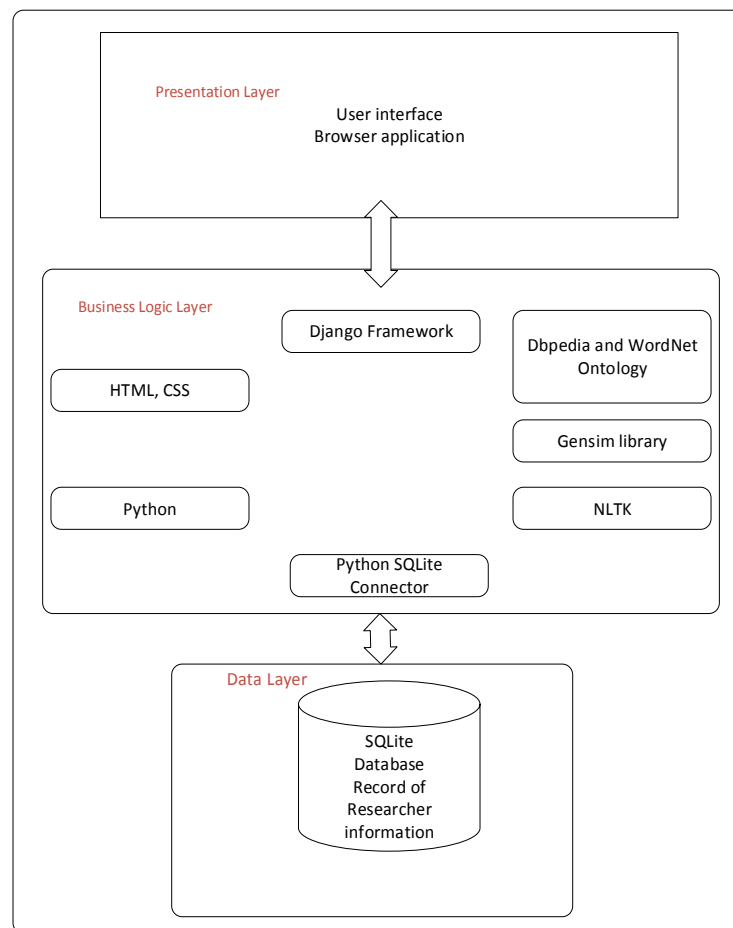 Presentation Layer
User interface
Browser application
Business Logic Layer
Django Framework
Dbpedia and WordNet
Ontology
HTML, CSS
Gensim library
Python
NLTK
Python SQLite
Connector
Data Layer
SQLite
Database
Record of
Researcher
information